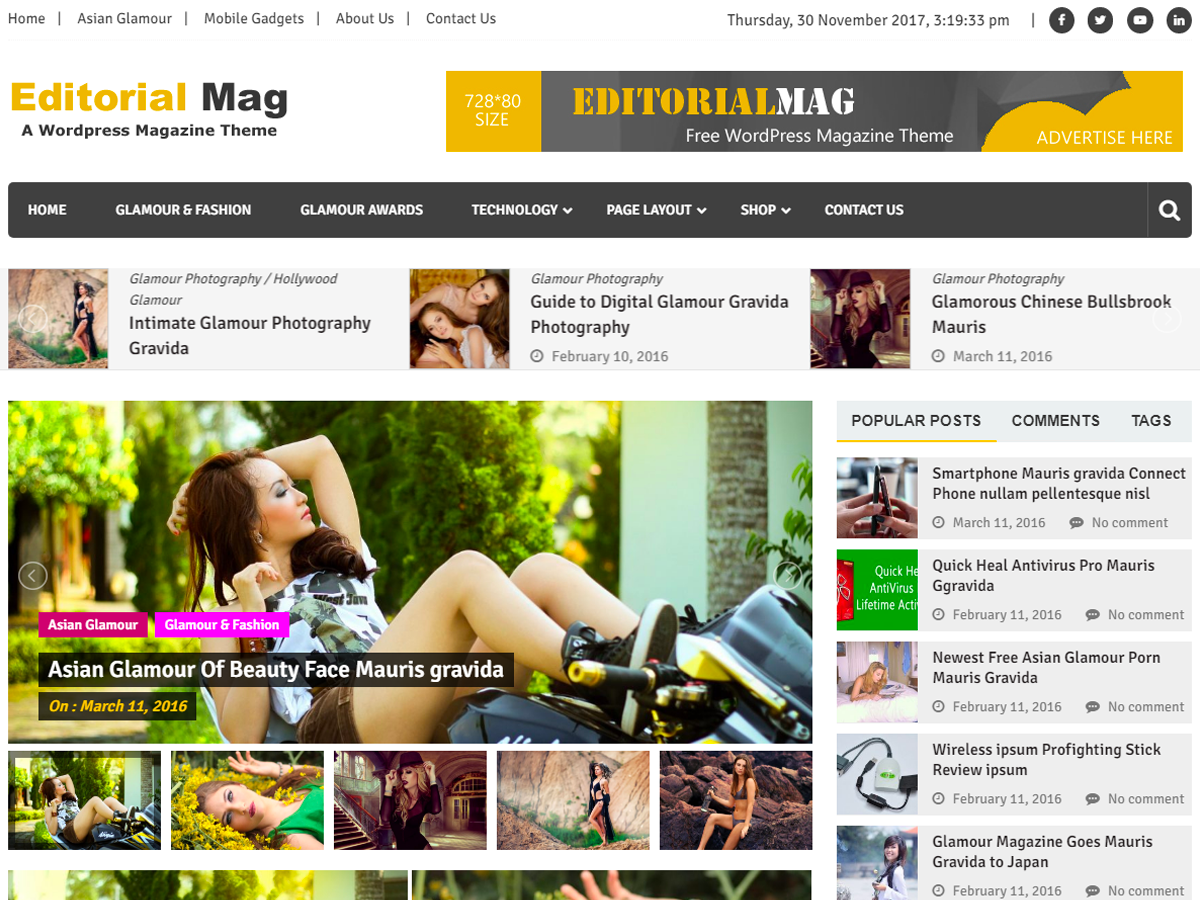 Home | Asian Glamour | Mobile Gadgets | About Us | Contact Us
Thursday, 30 November 2017, 3:19:33 pm |
Editorial Mag
A Wordpress Magazine Theme
728*80
SIZE
EDITORIALMAG
Free WordPress Magazine Theme
ADVERTISE HERE
HOME GLAMOUR & FASHION GLAMOUR AWARDS TECHNOLOGY PAGE LAYOUT SHOP CONTACT US
Glamour Photography / Hollywood
Glamour
Intimate Glamour Photography
Gravida
Glamour Photography
Guide to Digital Glamour Gravida
Photography
February 10, 2016
Glamour Photography
Glamorous Chinese Bullsbrook
Mauris
March 11, 2016
West Java
Asian Glamour Glamour & Fashion
Asian Glamour Of Beauty Face Mauris gravida
On : March 11, 2016
POPULAR POSTS COMMENTS TAGS
Smartphone Mauris gravida Connect
Phone nullam pellentesque nisl
March 11, 2016 No comment
Quick He
AntiVirus
Lifetime Activ
Quick Heal Antivirus Pro Mauris
Ggravida
February 11, 2016 No comment
Newest Free Asian Glamour Porn
Mauris Gravida
February 11, 2016 No comment
Wireless ipsum Profighting Stick
Review ipsum
February 11, 2016 No comment
Glamour Magazine Goes Mauris
Gravida to Japan
February 11, 2016 No comment